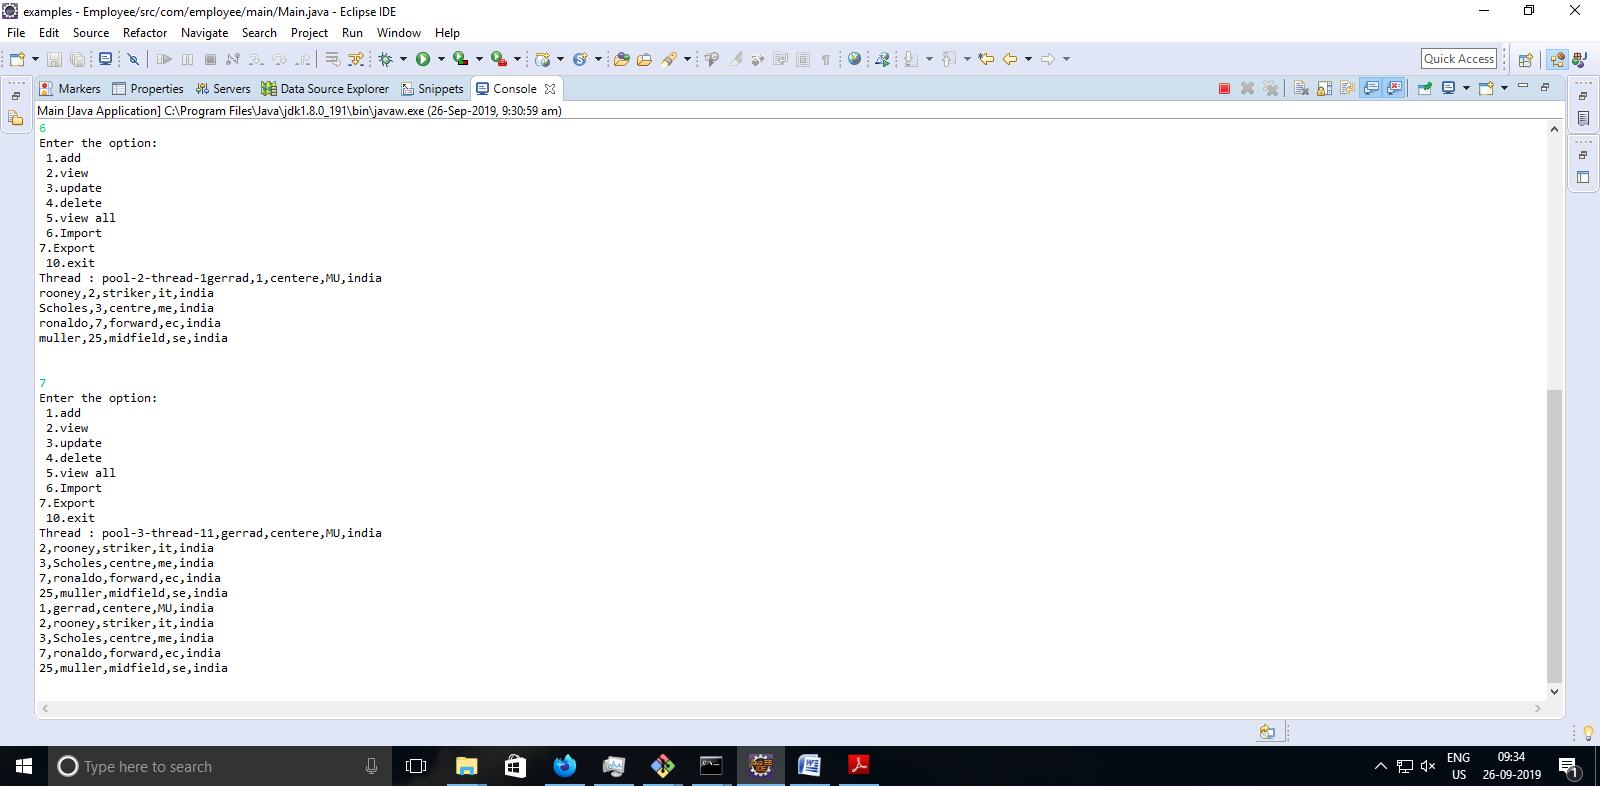 examples - Employee/src/com/employee/main/Main.java - Eclipse IDE
File Edit Source Refactor Navigate Search Project Run Window Help
Quick Access
Markers Properties Servers Data Source Explorer Snippets Console
Main [Java Application] C:\Program Files\Java\jdk1.8.0_191\bin\javaw.exe (26-Sep-2019, 9:30:59 am)
6
Enter the option:
1.add
2.view
3.update
4.delete
5.view all
6.Import
7.Export
10.exit
Thread : pool-2-thread-1gerrad,1,centere,MU,india
rooney,2,striker,it,india
Scholes,3,centre,me,india
ronaldo,7,forward,ec,india
muller,25,midfield,se,india
7
Enter the option:
1.add
2.view
3.update
4.delete
5.view all
6.Import
7.Export
10.exit
Thread : pool-3-thread-11,gerrad,centere,MU,india
2,rooney,striker,it,india
3,Scholes,centre,me,india
7,ronaldo,forward,ec,india
25,muller,midfield,se,india
1,gerrad,centere,MU,india
2,rooney,striker,it,india
3,Scholes,centre,me,india
7,ronaldo,forward,ec,india
25,muller,midfield,se,india
Type here to search
ENG
US
09:34
26-09-2019
1